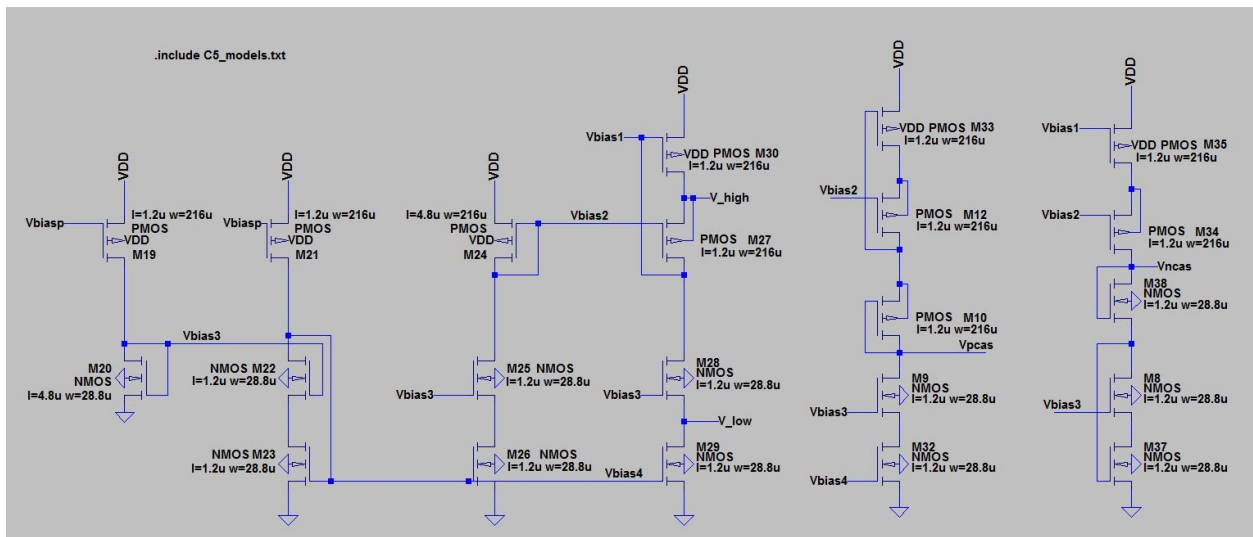 .include C5_models.txt
VDD
VDD
VDD
VDD
VDD
VDD
Vbiasp
l=1.2u w=216u
PMOS
VDD
M19
Vbias3
M20
NMOS
l=4.8u w=28.8u
Vbiasp
l=1.2u w=216u
PMOS
VDD
M21
NMOS M22
l=1.2u w=28.8u
NMOS M23
l=1.2u w=28.8u
l=4.8u w=216u
PMOS
VDD
M24
Vbias2
M25 NMOS
l=1.2u w=28.8u
Vbias3
M26 NMOS
l=1.2u w=28.8u
Vbias4
Vbias1
VDD PMOS M30
l=1.2u w=216u
V_high
PMOS M27
l=1.2u w=216u
M28
NMOS
l=1.2u w=28.8u
Vbias3
V_low
M29
NMOS
l=1.2u w=28.8u
VDD PMOS M33
l=1.2u w=216u
Vbias2
PMOS M12
l=1.2u w=216u
PMOS M10
l=1.2u w=216u
Vpcas
M9
NMOS
l=1.2u w=28.8u
Vbias3
M32
NMOS
l=1.2u w=28.8u
Vbias4
Vbias1
VDD PMOS M35
l=1.2u w=216u
Vbias2
PMOS M34
l=1.2u w=216u
Vncas
M38
NMOS
l=1.2u w=28.8u
M8
NMOS
l=1.2u w=28.8u
Vbias3
M37
NMOS
l=1.2u w=28.8u